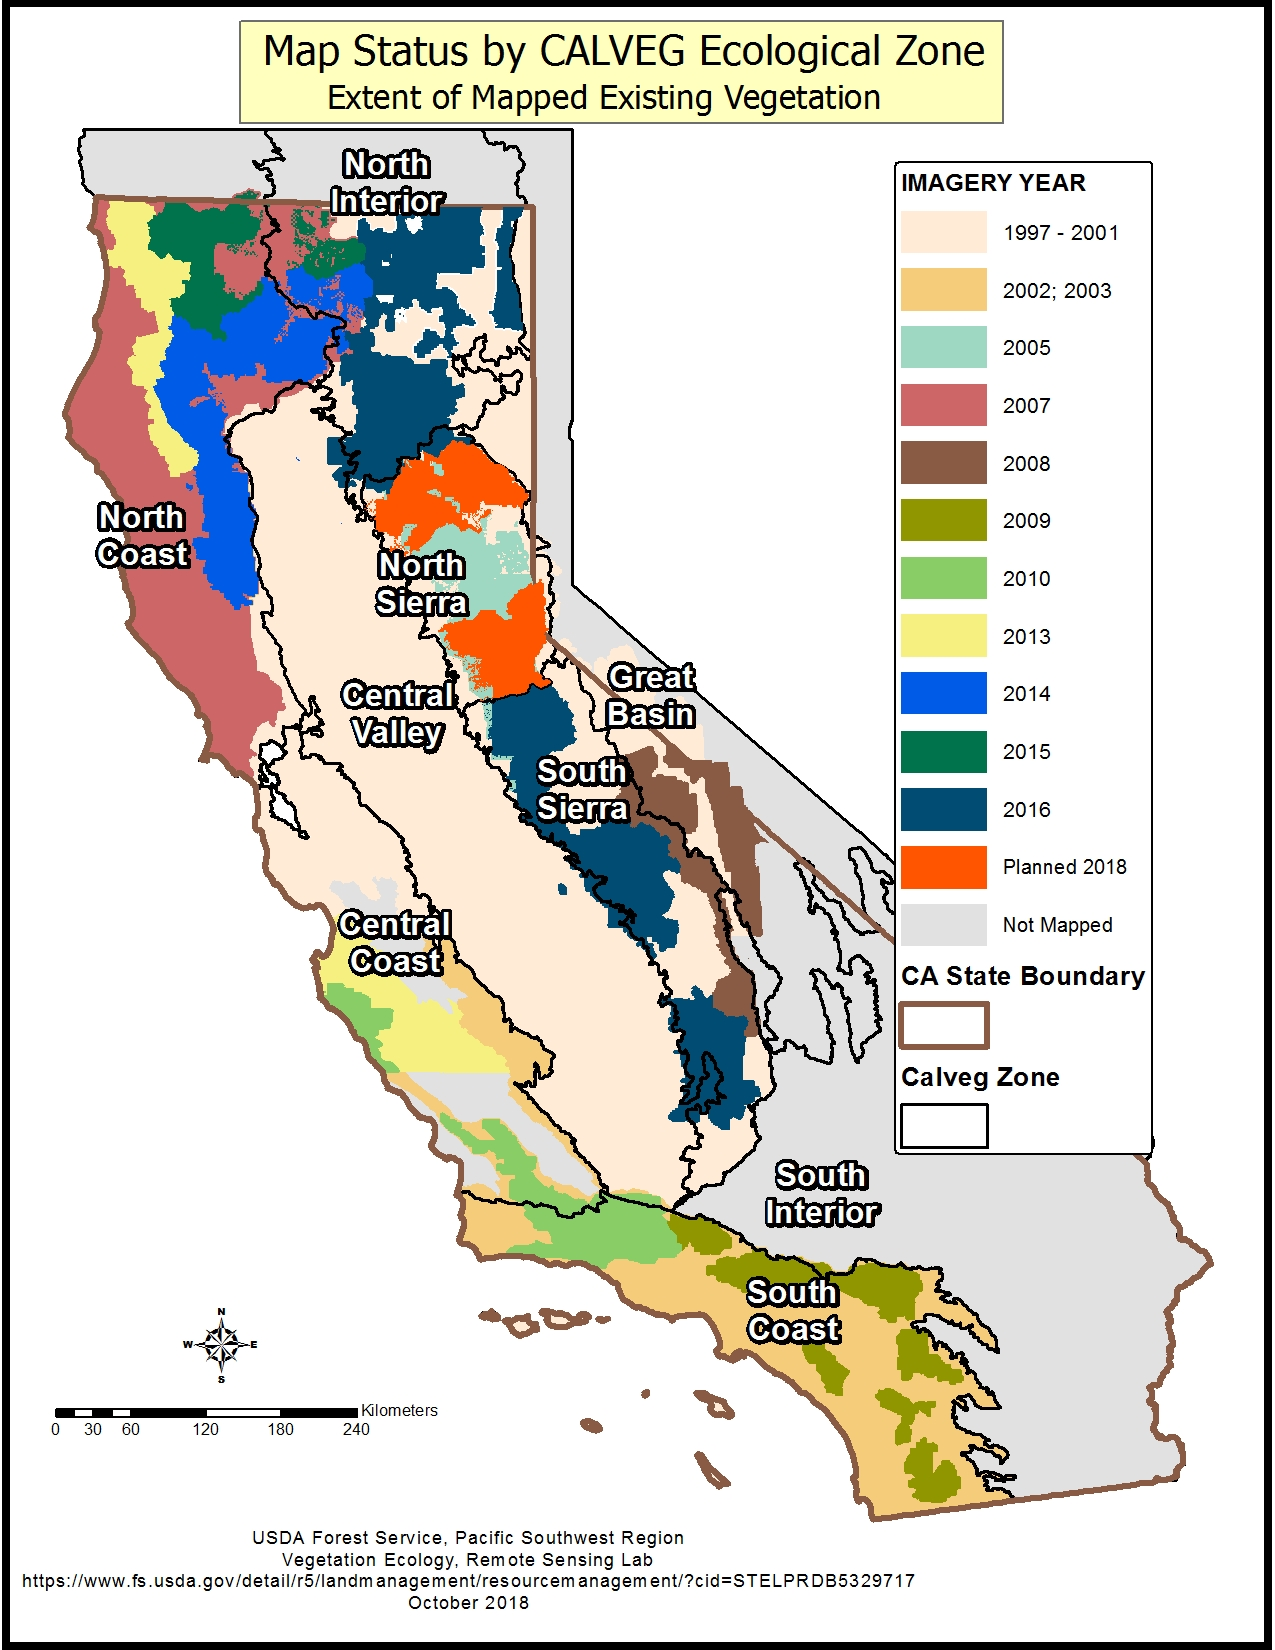 Map Status by CALVEG Ecological Zone
Extent of Mapped Existing Vegetation
North
Interior
North
Coast
North
Sierra
Great
Basin
Central
Valley
South
Sierra
Central
Coast
South
Interior
South
Coast
IMAGERY YEAR
1997 - 2001
2002; 2003
2005
2007
2008
2009
2010
2013
2014
2015
2016
Planned 2018
Not Mapped
CA State Boundary
Calveg Zone
N
W E
S
Kilometers
0 30 60 120 180 240
USDA Forest Service, Pacific Southwest Region
Vegetation Ecology, Remote Sensing Lab
https://www.fs.usda.gov/detail/r5/landmanagement/resourcemanagement/?cid=STELPRDB5329717
October 2018